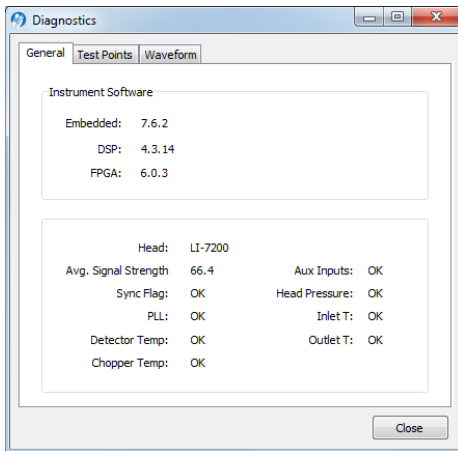 Diagnostics
General Test Points Waveform
Instrument Software
Embedded: 7.6.2
DSP: 4.3.14
FPGA: 6.0.3
Head: LI-7200
Avg. Signal Strength 66.4 Aux Inputs: OK
Sync Flag: OK Head Pressure: OK
PLL: OK Inlet T: OK
Detector Temp: OK Outlet T: OK
Chopper Temp: OK
Close